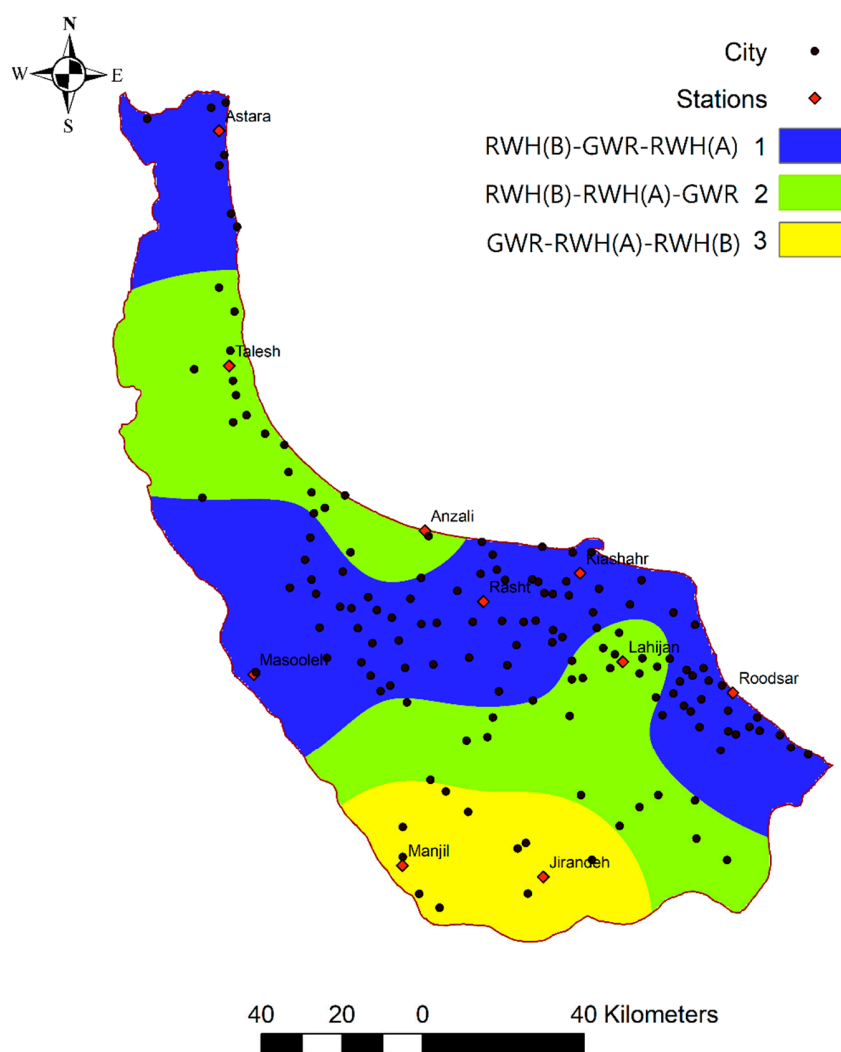 N
W E
S
City
Stations
RWH(B)-GWR-RWH(A) 1
RWH(B)-RWH(A)-GWR 2
GWR-RWH(A)-RWH(B) 3
Astara
Talesh
Anzali
Kiashahr
Rasht
Lahijan
Masooleh
Roodsar
Manjil
Jirandeh
40 20 0 40 Kilometers